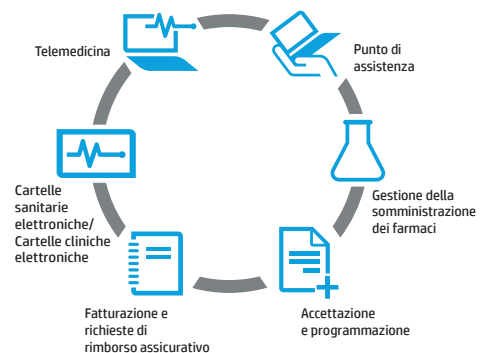 Telemedicina
Punto di
assistenza
Gestione della
somministrazione
dei farmaci
Accettazione
e programmazione
Fatturazione e
richieste di
rimborso assicurativo
Cartelle
sanitarie
elettroniche/
Cartelle cliniche
elettroniche